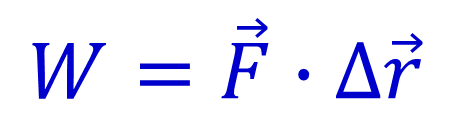 W = F⃗ · Δr⃗